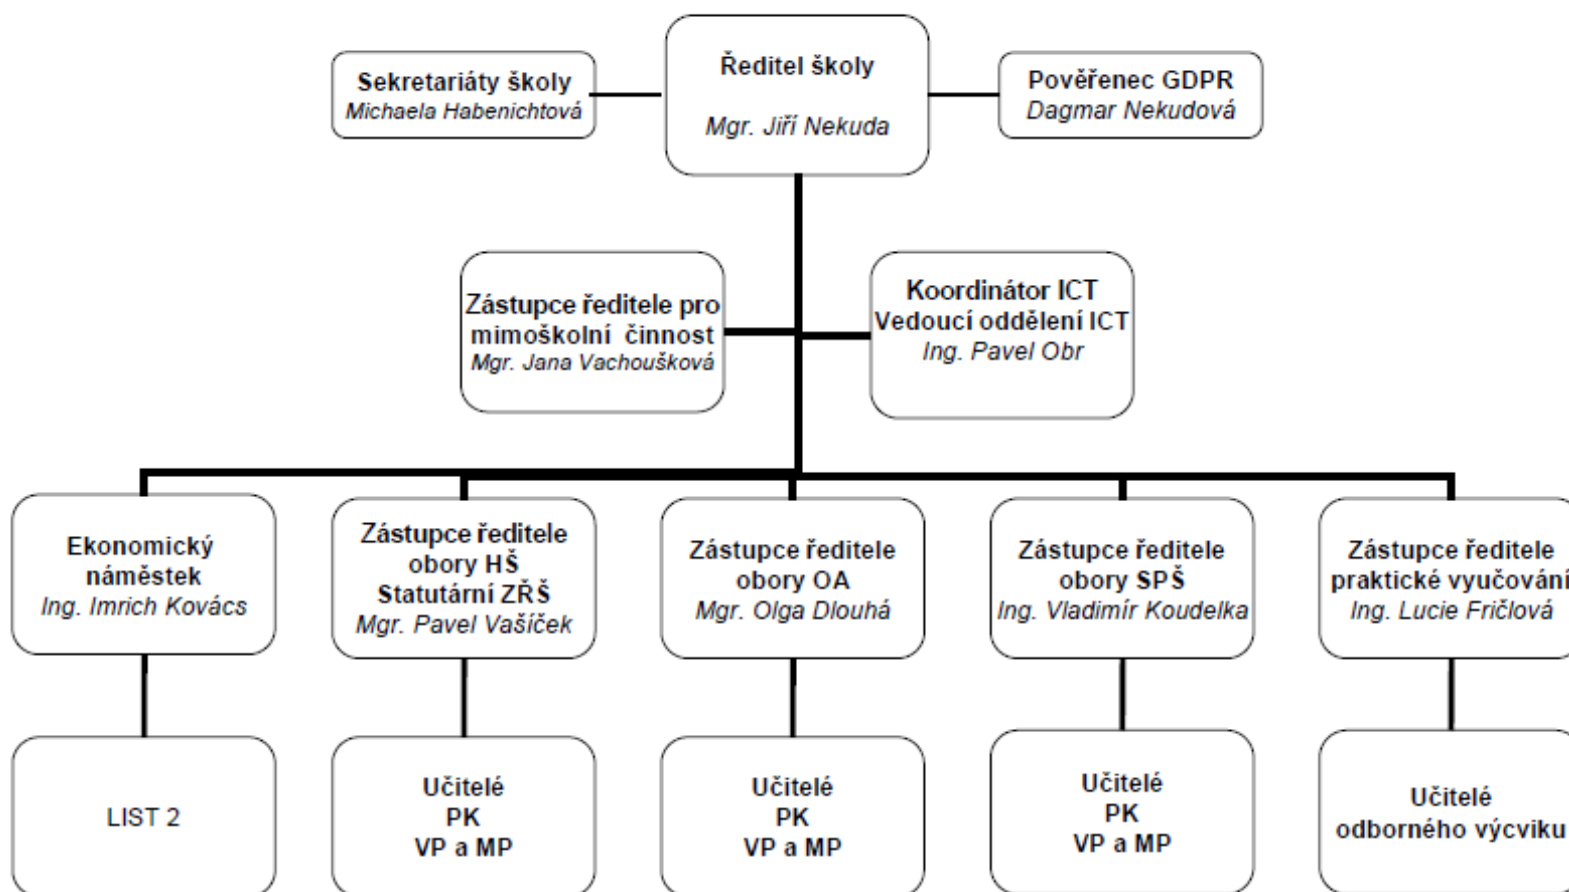 Sekretariáty školy
Michaela Habenichtová
Ředitel školy
Mgr. Jiří Nekuda
Pověřenec GDPR
Dagmar Nekudová
Zástupce ředitele pro
mimoškolní činnost
Mgr. Jana Vachoušková
Koordinátor ICT
Vedoucí oddělení ICT
Ing. Pavel Obr
Ekonomický
náměstek
Ing. Imrich Kovács
Zástupce ředitele
obory HŠ
Statutární ZŘŠ
Mgr. Pavel Vašíček
Zástupce ředitele
obory OA
Mgr. Olga Dlouhá
Zástupce ředitele
obory SPŠ
Ing. Vladimír Koudelka
Zástupce ředitele
praktické vyučování
Ing. Lucie Fričlová
LIST 2
Učitelé
PK
VP a MP
Učitelé
PK
VP a MP
Učitelé
PK
VP a MP
Učitelé
odborného výcviku